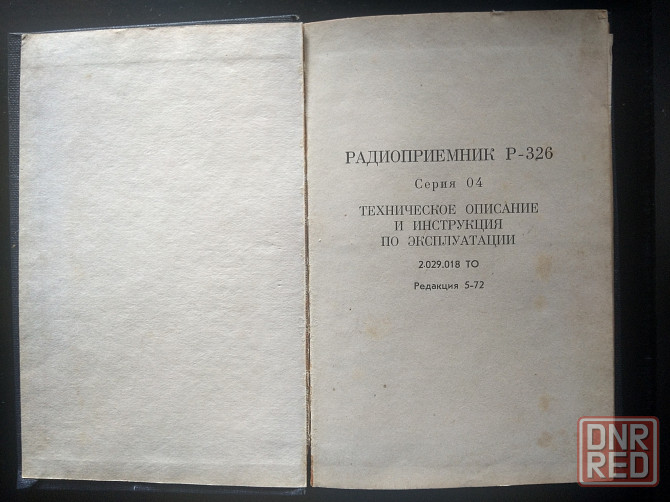 РАДИОПРИЕМНИК Р-326
Серия 04
ТЕХНИЧЕСКОЕ ОПИСАНИЕ
И ИНСТРУКЦИЯ
ПО ЭКСПЛУАТАЦИИ
2.029.018 ТО
Редакция 5-72
DNR
RED